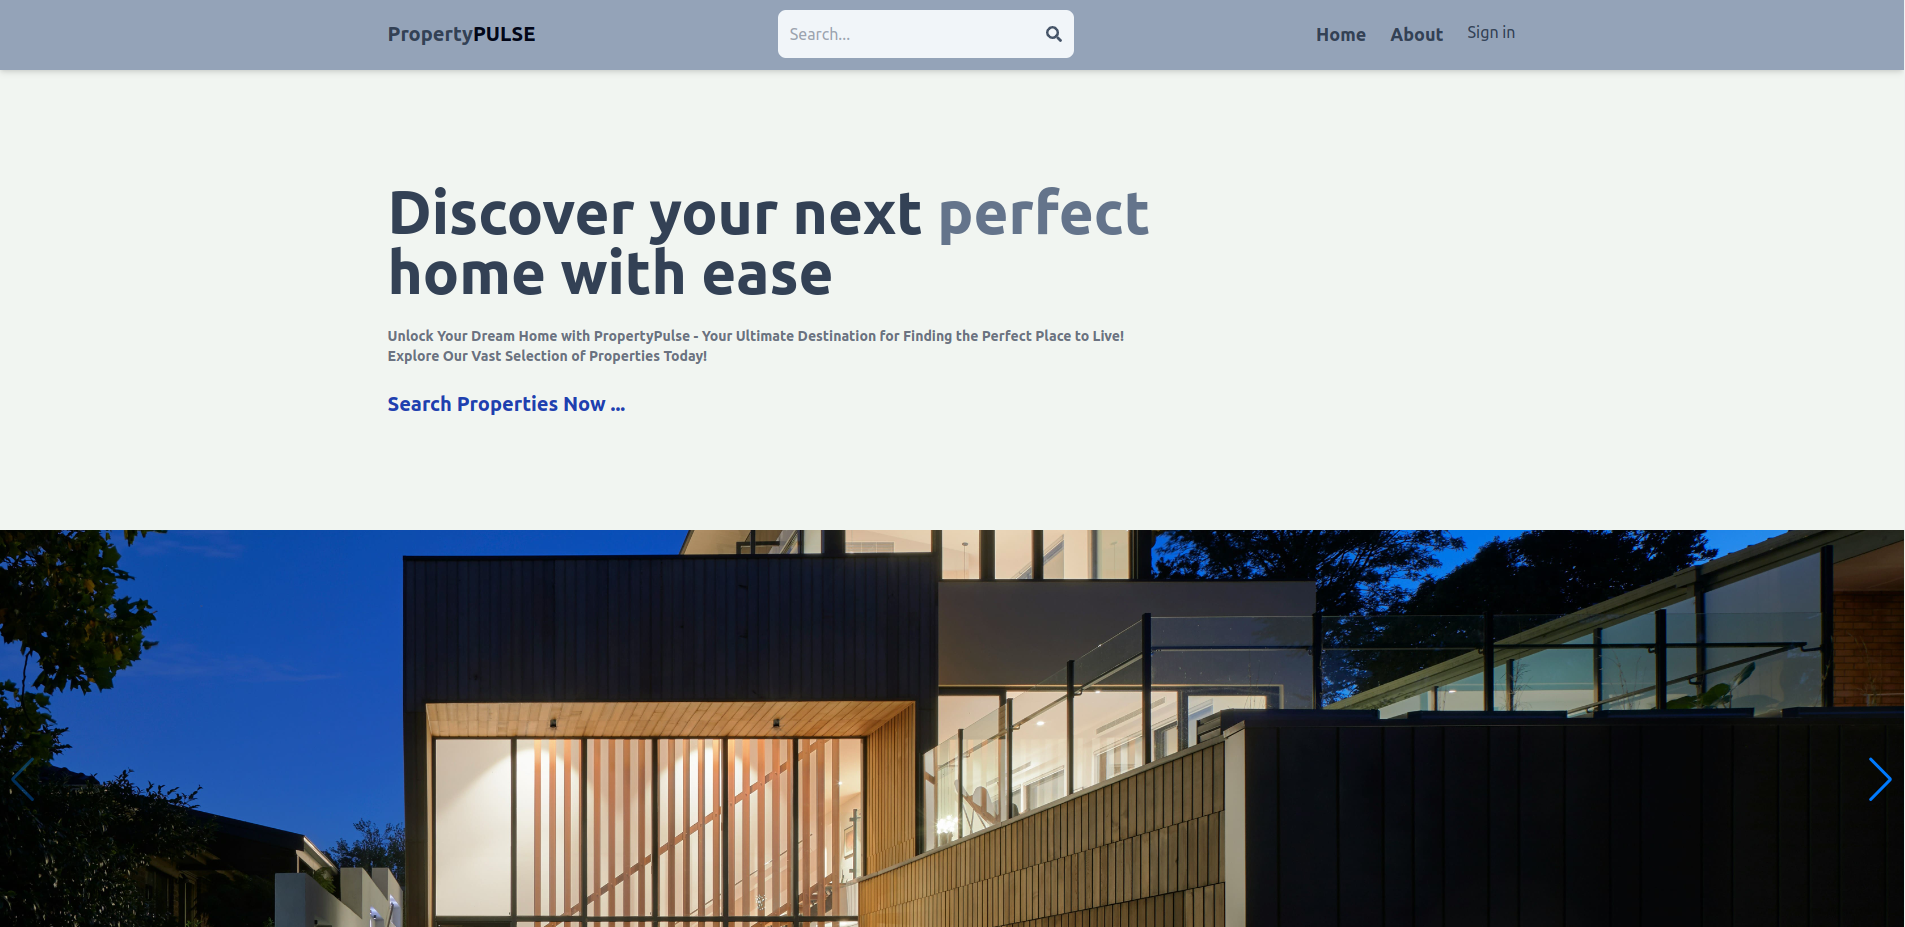 PropertyPULSE
Search...
Home
About
Sign in
Discover your next perfect
home with ease
Unlock Your Dream Home with PropertyPulse - Your Ultimate Destination for Finding the Perfect Place to Live!
Explore Our Vast Selection of Properties Today!
Search Properties Now ...